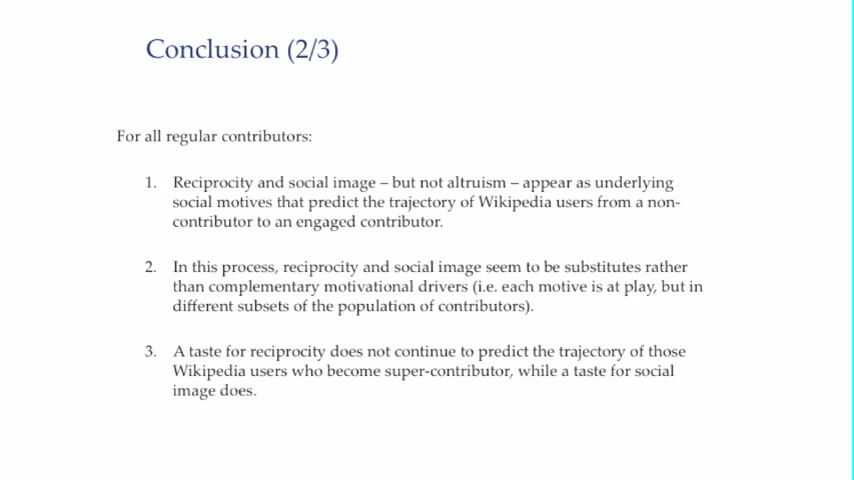 Conclusion (2/3)
For all regular contributors:
1. Reciprocity and social image – but not altruism – appear as underlying
social motives that predict the trajectory of Wikipedia users from a non-
contributor to an engaged contributor.
2. In this process, reciprocity and social image seem to be substitutes rather
than complementary motivational drivers (i.e. each motive is at play, but in
different subsets of the population of contributors).
3. A taste for reciprocity does not continue to predict the trajectory of those
Wikipedia users who become super-contributor, while a taste for social
image does.